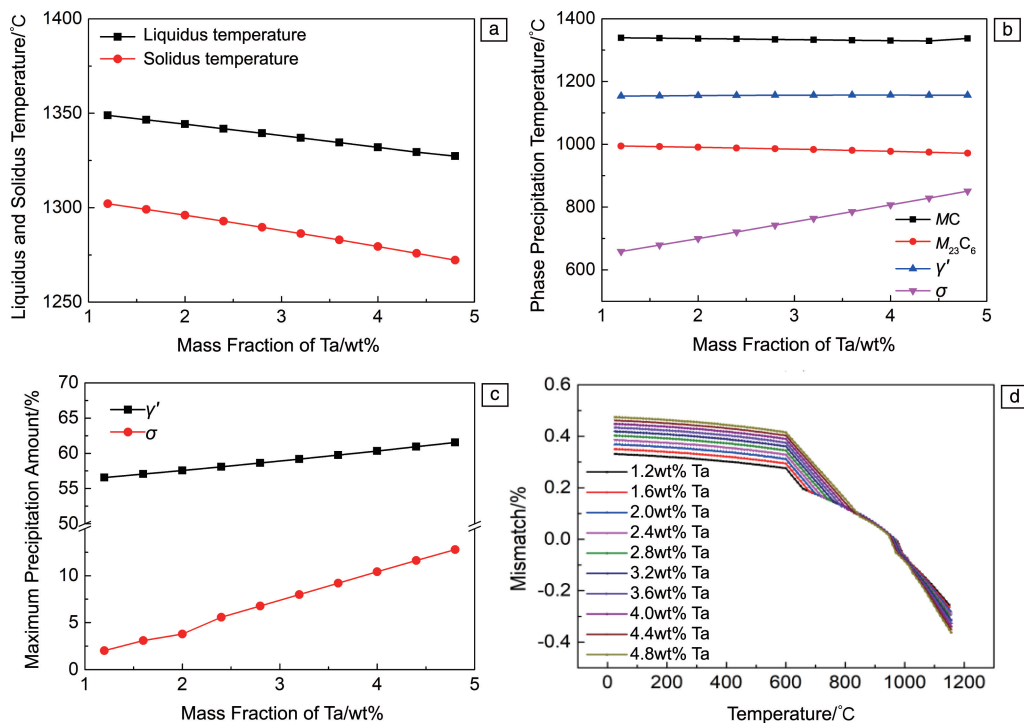 a
1400
1350
1300
1250
Liquidus and Solidus Temperature/°C
Liquidus temperature
Solidus temperature
1 2 3 4 5
Mass Fraction of Ta/wt%
b
1400
1200
1000
800
600
Phase Precipitation Temperature/°C
MC
M23C6
γ′
σ
1 2 3 4 5
Mass Fraction of Ta/wt%
c
70
65
60
55
50
10
5
0
Maximum Precipitation Amount/%
γ′
σ
1 2 3 4 5
Mass Fraction of Ta/wt%
d
0.6
0.4
0.2
0.0
-0.2
-0.4
Mismatch/%
1.2wt% Ta
1.6wt% Ta
2.0wt% Ta
2.4wt% Ta
2.8wt% Ta
3.2wt% Ta
3.6wt% Ta
4.0wt% Ta
4.4wt% Ta
4.8wt% Ta
0 200 400 600 800 1000 1200
Temperature/°C